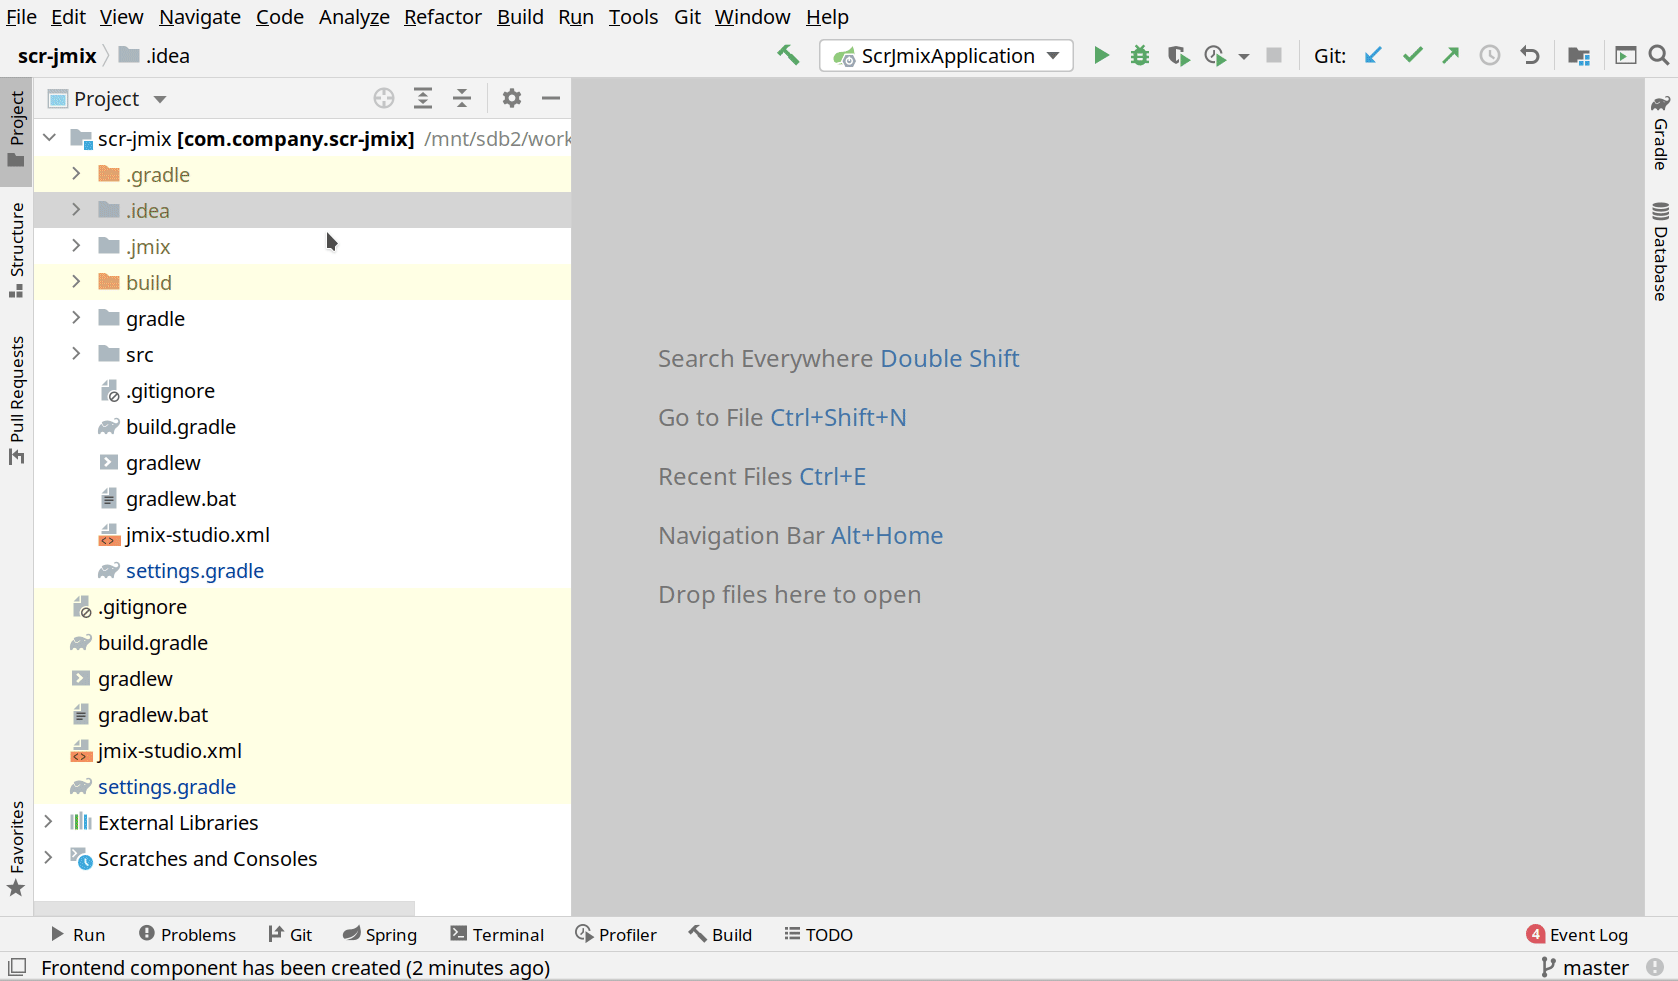 File Edit View Navigate Code Analyze Refactor Build Run Tools Git Window Help
scr-jmix .idea ScrJmixApplication Git:
Project
scr-jmix [com.company.scr-jmix] /mnt/sdb2/work
.gradle
.idea
.jmix
build
gradle
src
.gitignore
build.gradle
gradlew
gradlew.bat
jmix-studio.xml
settings.gradle
.gitignore
build.gradle
gradlew
gradlew.bat
jmix-studio.xml
settings.gradle
External Libraries
Scratches and Consoles
Project
Structure
Pull Requests
Favorites
Search Everywhere Double Shift
Go to File Ctrl+Shift+N
Recent Files Ctrl+E
Navigation Bar Alt+Home
Drop files here to open
Gradle
Database
Run Problems Git Spring Terminal Profiler Build TODO 4 Event Log
Frontend component has been created (2 minutes ago) master